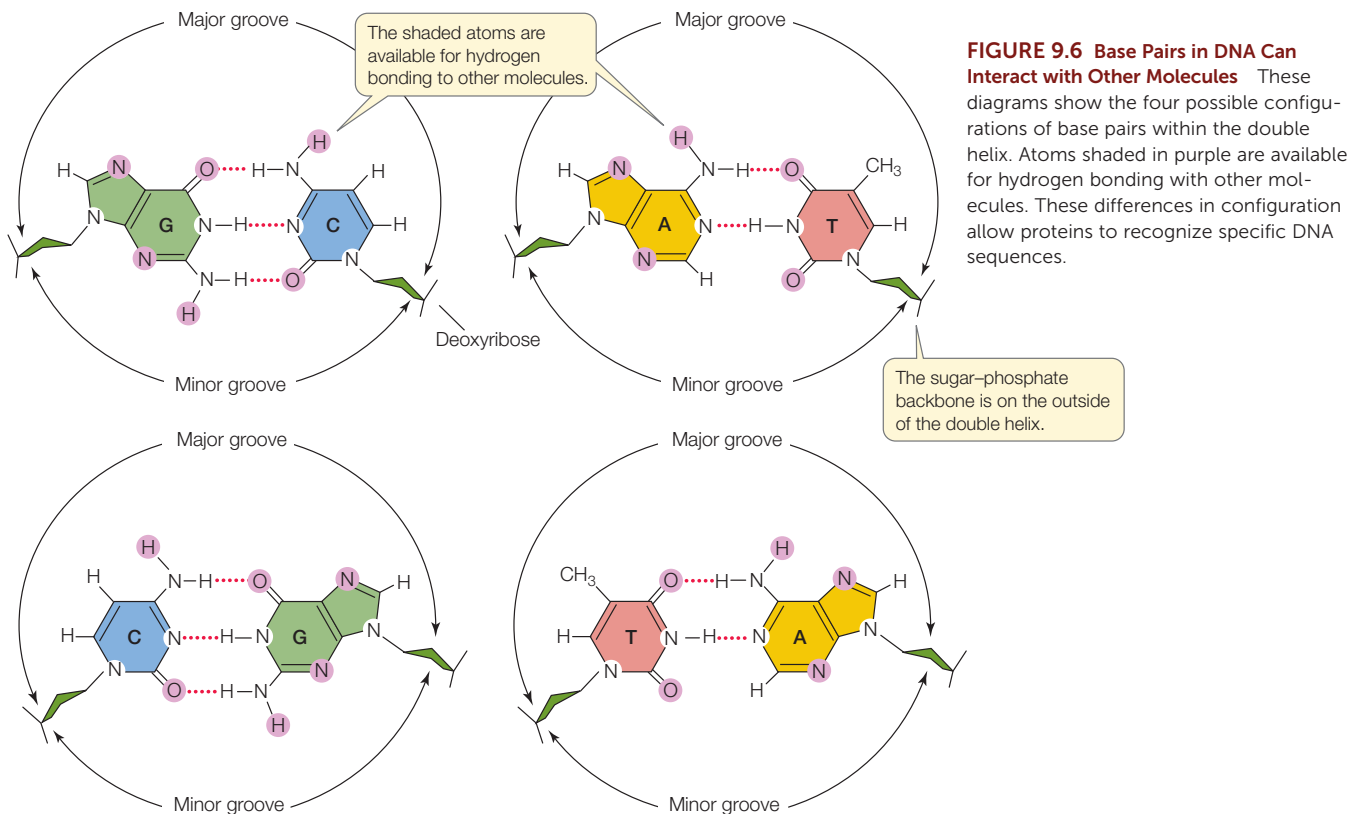 Major groove
The shaded atoms are
available for hydrogen
bonding to other molecules.
Major groove
FIGURE 9.6 Base Pairs in DNA Can
Interact with Other Molecules These
diagrams show the four possible configu-
rations of base pairs within the double
helix. Atoms shaded in purple are available
for hydrogen bonding with other mol-
ecules. These differences in configuration
allow proteins to recognize specific DNA
sequences.
H
H N O H N H
N G N H N C H
N N H O N
H
Deoxyribose
Minor groove
H
H N N H O CH3
N A N H N T H
N H O N
Minor groove
The sugar–phosphate
backbone is on the outside
of the double helix.
Major groove
H
H N H O N H
H C N H N G N
N O H N N
H
Minor groove
Major groove
H
CH3 O H N N H
H T N H N A N
N O H N
Minor groove